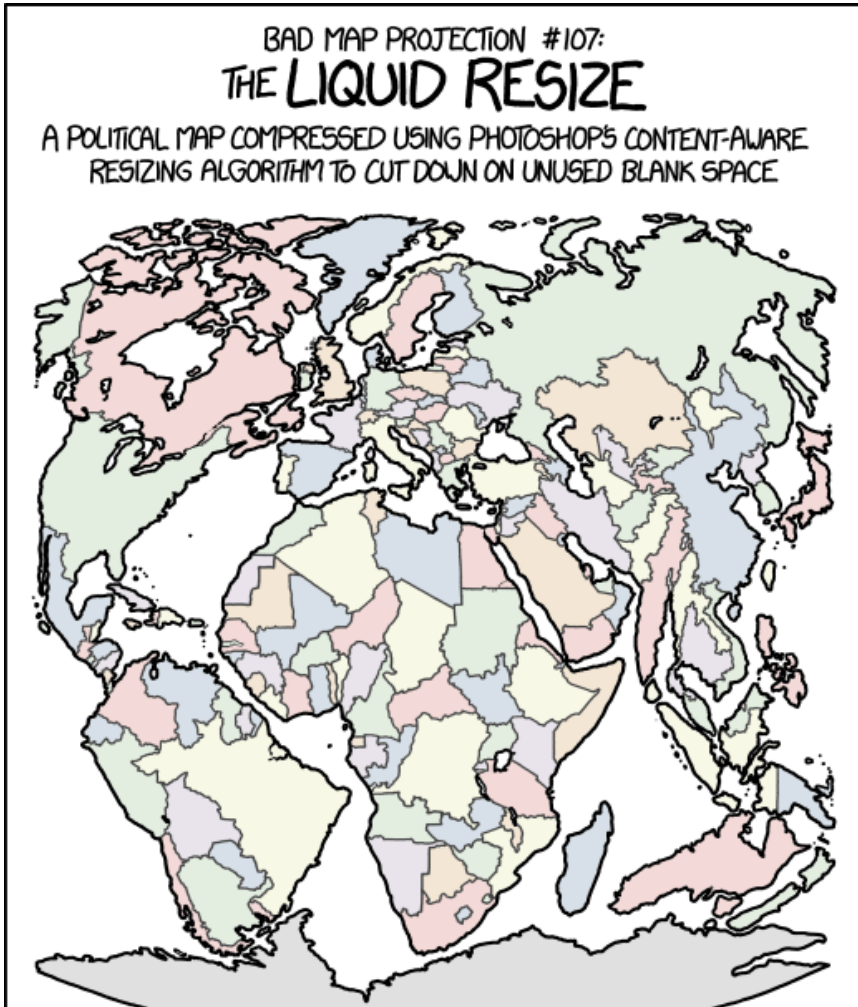 BAD MAP PROJECTION #107:
THE LIQUID RESIZE
A POLITICAL MAP COMPRESSED USING PHOTOSHOP'S CONTENT-AWARE
RESIZING ALGORITHM TO CUT DOWN ON UNUSED BLANK SPACE